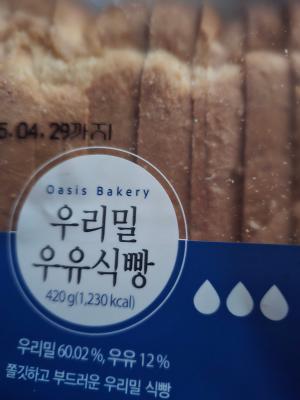 5.04.29까지
Oasis Bakery
우리밀
우유식빵
420 g(1,230 kcal)
우리밀 60.02 %, 우유 12 %
쫄깃하고 부드러운 우리밀 식빵